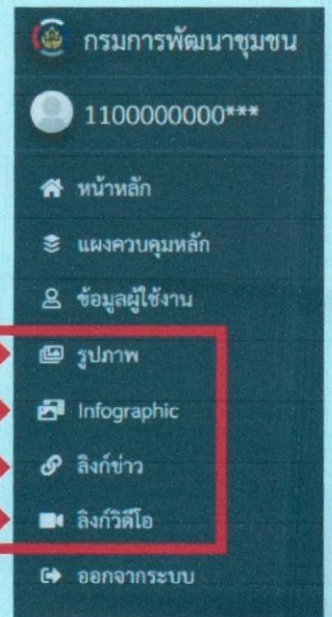 กรมการพัฒนาชุมชน
1100000000***
หน้าหลัก
แผงควบคุมหลัก
ข้อมูลผู้ใช้งาน
รูปภาพ
Infographic
ลิงก์ข่าว
ลิงก์วิดีโอ
ออกจากระบบ